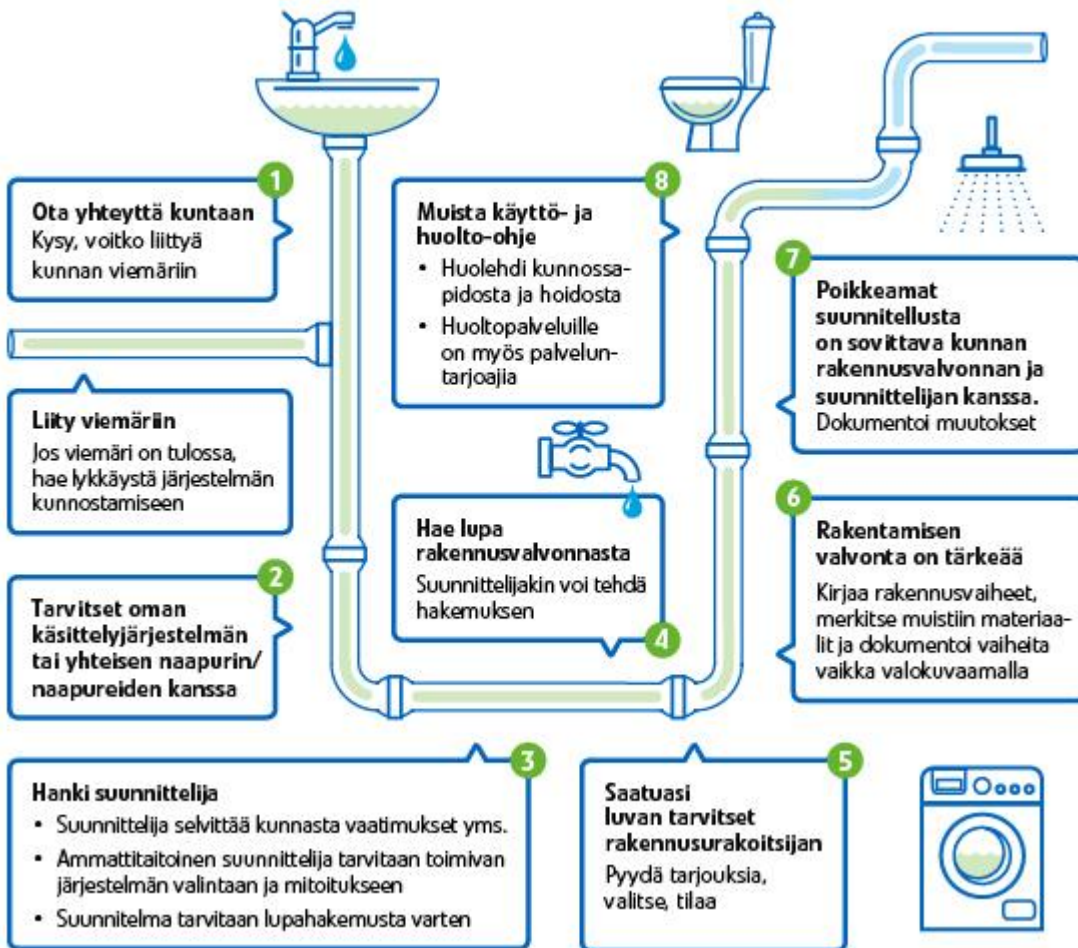 1
Ota yhteyttä kuntaan
Kysy, voitko liittyä
kunnan viemäriin
Liity viemäriin
Jos viemäri on tulossa,
hae lykkäystä järjestelmän
kunnostamiseen
2
Tarvitset oman
käsittelyjärjestelmän
tai yhteisen naapurin/
naapureiden kanssa
3
Hanki suunnittelija
• Suunnittelija selvittää kunnasta vaatimukset yms.
• Ammattitaitoinen suunnittelija tarvitaan toimivan
järjestelmän valintaan ja mitoitukseen
• Suunnitelma tarvitaan lupahakemusta varten
Hae lupa
rakennusvalvonnasta
Suunnittelijakin voi tehdä
hakemuksen
4
5
Saatuasi
luvan tarvitset
rakennusurakoitsijan
Pyydä tarjouksia,
valitse, tilaa
6
Rakentamisen
valvonta on tärkeää
Kirjaa rakennusvaiheet,
merkitse muistiin materiaa-
lit ja dokumentoi vaiheita
vaikka valokuvaamalla
7
Poikkeamat
suunnitellusta
on sovittava kunnan
rakennusvalvonnan ja
suunnittelijan kanssa.
Dokumentoi muutokset
8
Muista käyttö- ja
huolto-ohje
• Huolehdi kunnossa-
pidosta ja hoidosta
• Huoltopalveluille
on myös palvelun-
tarjoajia